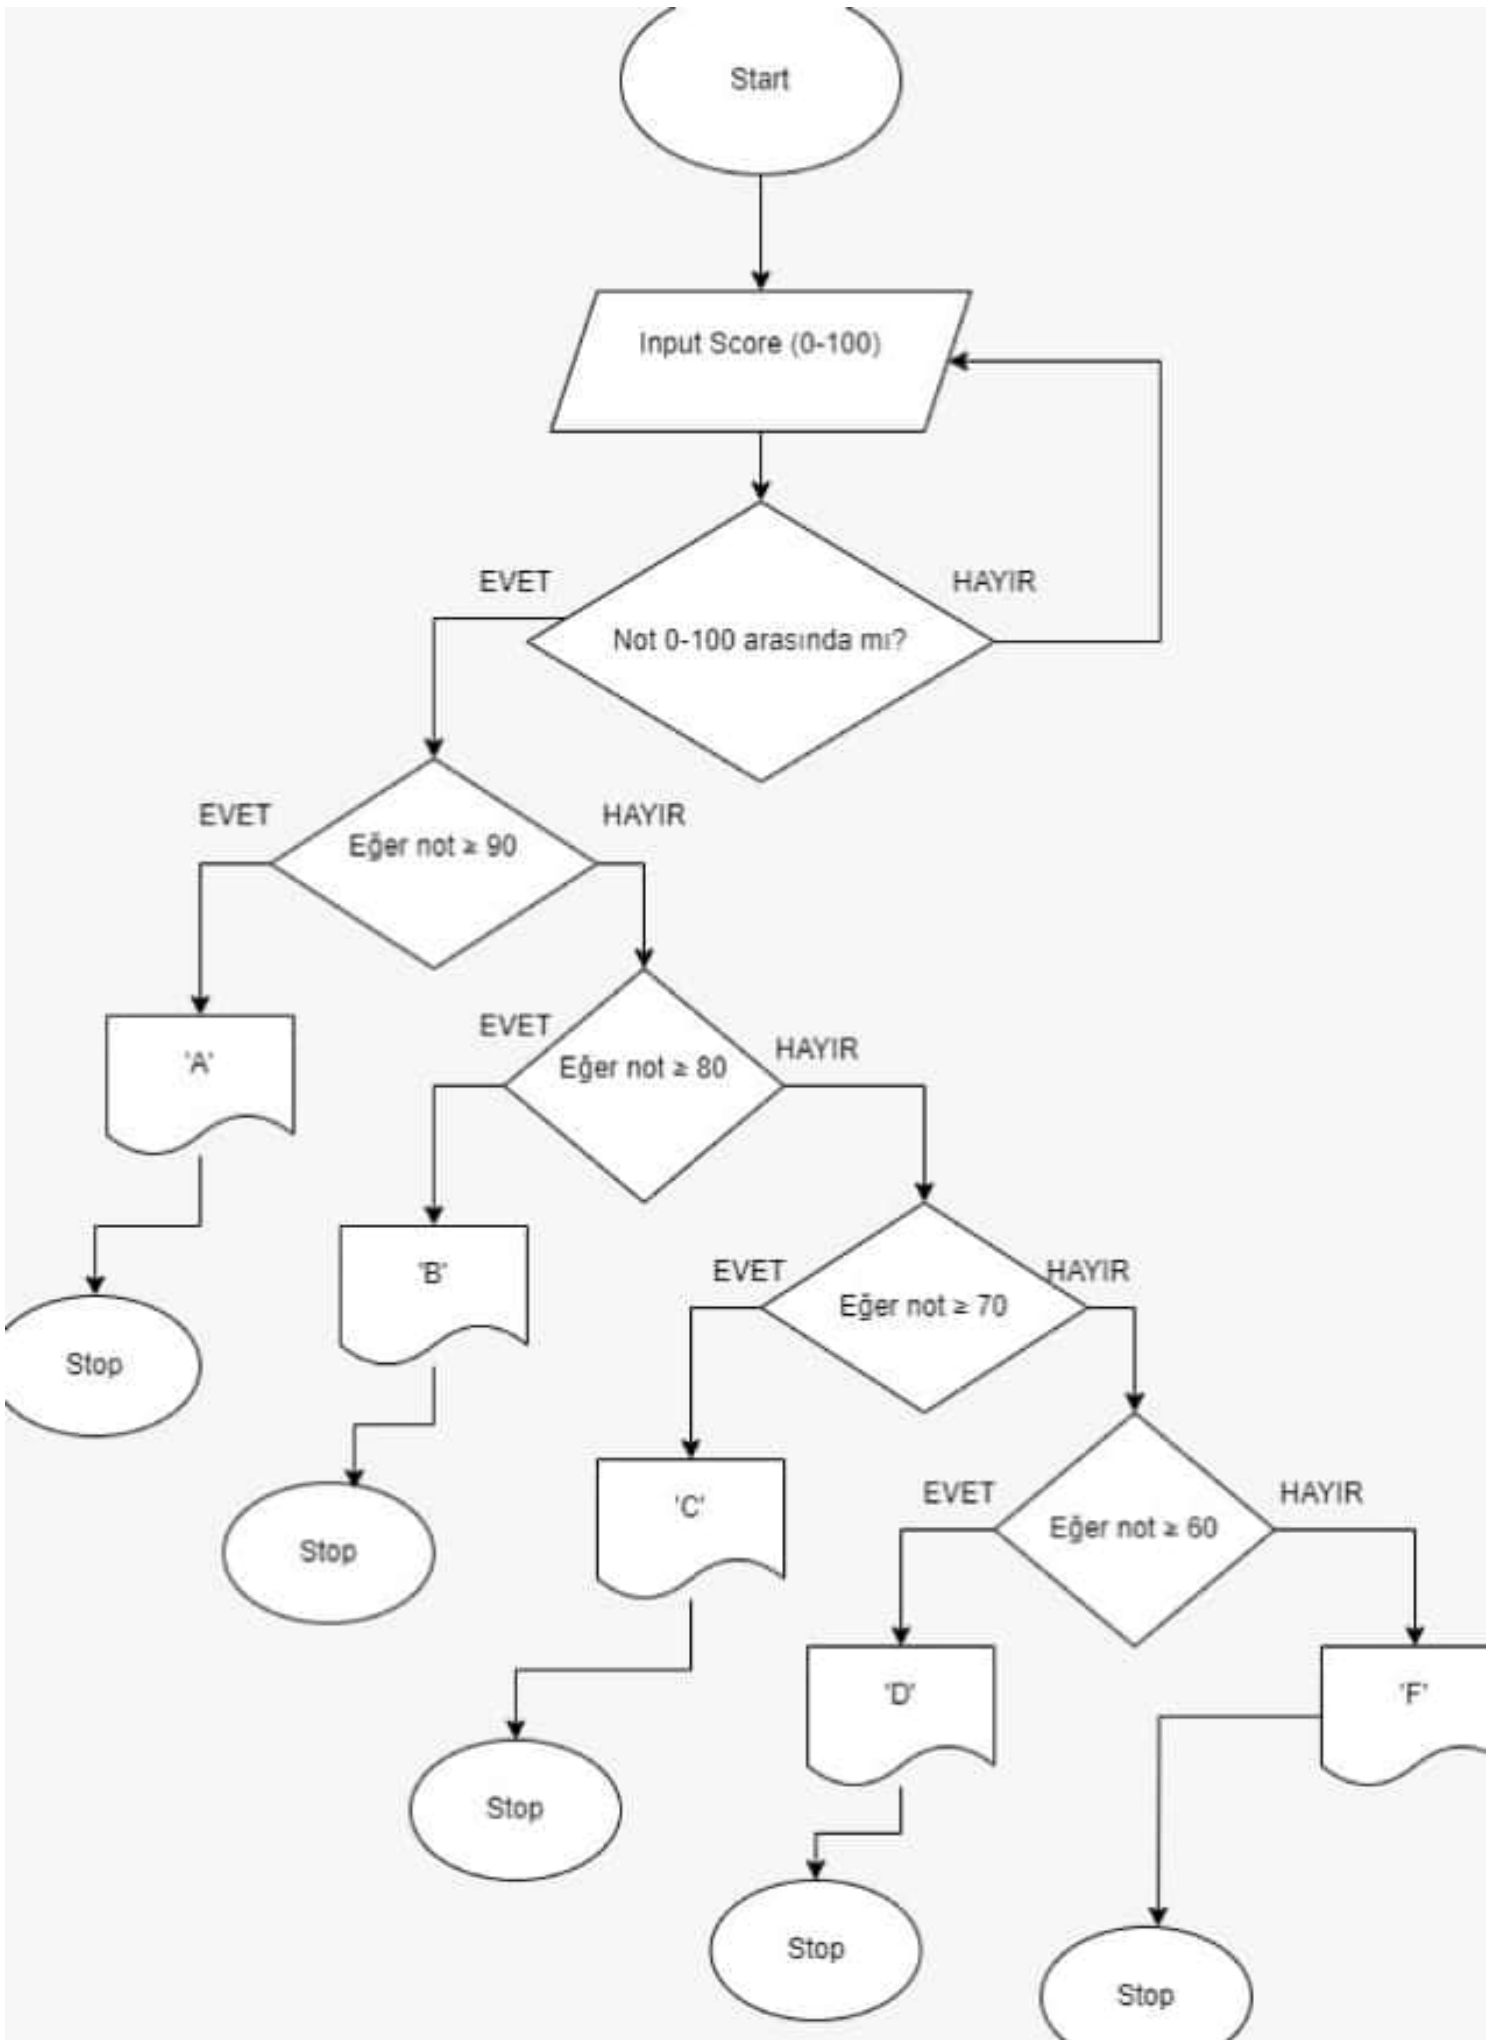 Start
Input Score (0-100)
EVET
HAYIR
Not 0-100 arasında mı?
EVET
HAYIR
Eğer not ≥ 90
EVET
HAYIR
Eğer not ≥ 80
'A'
EVET
HAYIR
Eğer not ≥ 70
'B'
Stop
EVET
HAYIR
Eğer not ≥ 60
'C'
Stop
'D'
'F'
Stop
Stop
Stop